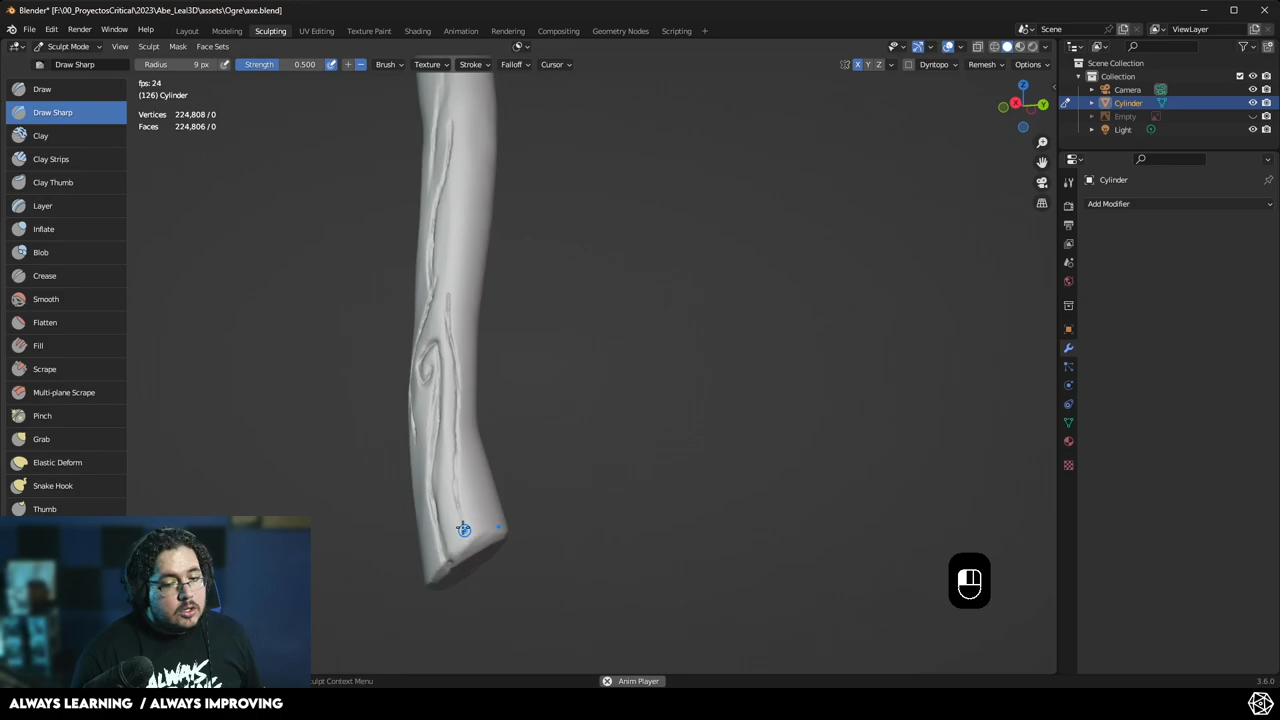 Blender* [F:\00_ProyectosCritical\2023\Abe_Leal3D\assets\Ogre\axe.blend]
File Edit Render Window Help Layout Modeling Sculpting UV Editing Texture Paint Shading Animation Compositing Geometry Nodes Scripting + Scene ViewLayer
Sculpt Mode View Sculpt Mask Face Sets
Draw Sharp Radius 9 px Strength 0.500 Brush Texture Stroke Falloff Cursor X Y Z Dyntopo Remesh Options
fps: 24
(126) Cylinder
Vertices 224,808 / 0
Faces 224,806 / 0
Draw
Draw Sharp
Clay
Clay Strips
Clay Thumb
Layer
Inflate
Blob
Crease
Smooth
Flatten
Fill
Scrape
Multi-plane Scrape
Pinch
Grab
Elastic Deform
Snake Hook
Thumb
Z
X Y
Scene Collection
Collection
Camera
Cylinder
Empty
Light
Cylinder
Add Modifier
ALWAYS
culpt Context Menu
Anim Player
3.6.0
ALWAYS LEARNING / ALWAYS IMPROVING